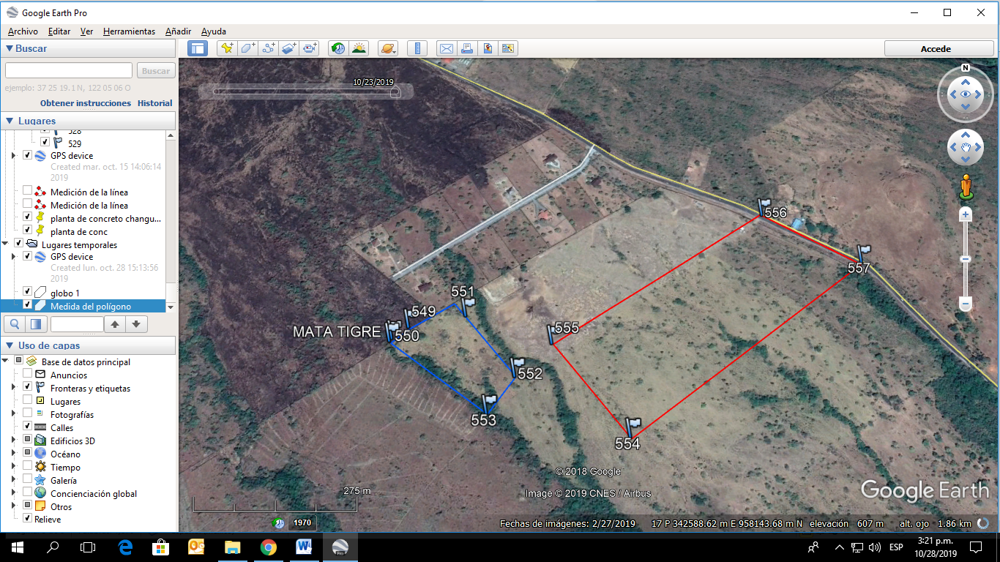 Google Earth Pro
Archivo Editar Ver Herramientas Añadir Ayuda
Buscar
Accede
Buscar
ejemplo: 37 25 19.1 N, 122 05 06 O
Obtener instrucciones Historial
Lugares
528
529
GPS device
Created mar. oct. 15 14:06:14
2019
Medición de la línea
Medición de la línea
planta de concreto changu...
planta de conc
Lugares temporales
GPS device
Created lun. oct. 28 15:13:56
2019
globo 1
Medida del polígono
Uso de capas
Base de datos principal
Anuncios
Fronteras y etiquetas
Lugares
Fotografías
Calles
Edificios 3D
Océano
Tiempo
Galería
Concienciación global
Otros
Relieve
10/23/2019
N
556
557
551
549
MATA TIGRE
550
555
552
553
554
© 2018 Google
Image © 2019 CNES / Airbus
Google Earth
275 m
1970
Fechas de imágenes: 2/27/2019 17 P 342588.62 m E 958143.68 m N elevación 607 m alt. ojo 1.86 km
ESP
3:21 p.m.
10/28/2019